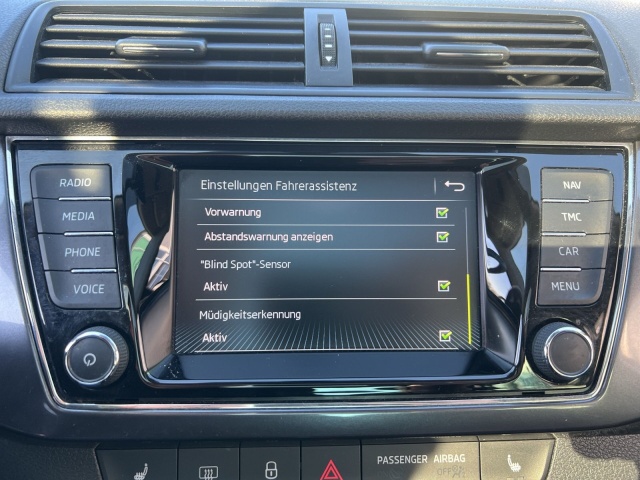 RADIO
MEDIA
PHONE
VOICE
Einstellungen Fahrerassistenz
Vorwarnung
Abstandswarnung anzeigen
"Blind Spot"-Sensor
Aktiv
Müdigkeitserkennung
Aktiv
NAV
TMC
CAR
MENU
PASSENGER AIRBAG
OFF